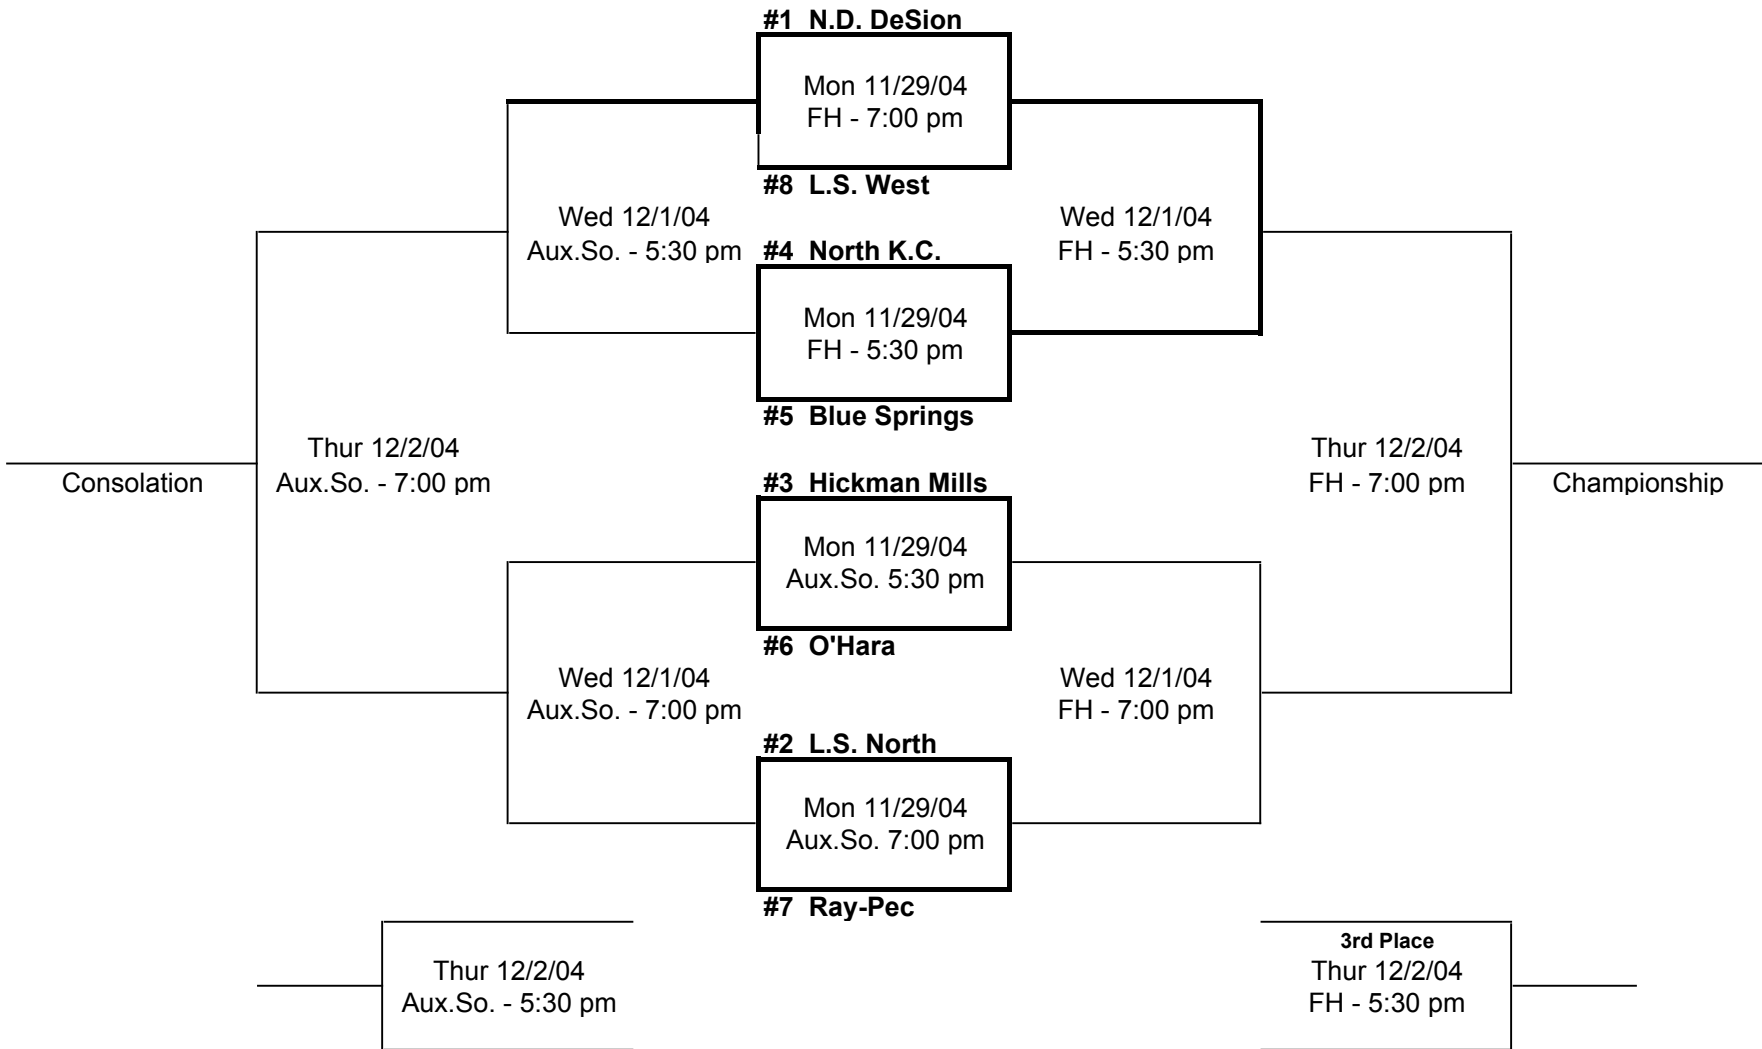 #1 N.D. DeSion
Mon 11/29/04
FH - 7:00 pm
#8 L.S. West
Wed 12/1/04
Aux.So. - 5:30 pm
Wed 12/1/04
FH - 5:30 pm
#4 North K.C.
Mon 11/29/04
FH - 5:30 pm
#5 Blue Springs
Thur 12/2/04
Aux.So. - 7:00 pm
Consolation
Thur 12/2/04
FH - 7:00 pm
Championship
#3 Hickman Mills
Mon 11/29/04
Aux.So. 5:30 pm
#6 O'Hara
Wed 12/1/04
Aux.So. - 7:00 pm
Wed 12/1/04
FH - 7:00 pm
#2 L.S. North
Mon 11/29/04
Aux.So. 7:00 pm
#7 Ray-Pec
Thur 12/2/04
Aux.So. - 5:30 pm
3rd Place
Thur 12/2/04
FH - 5:30 pm